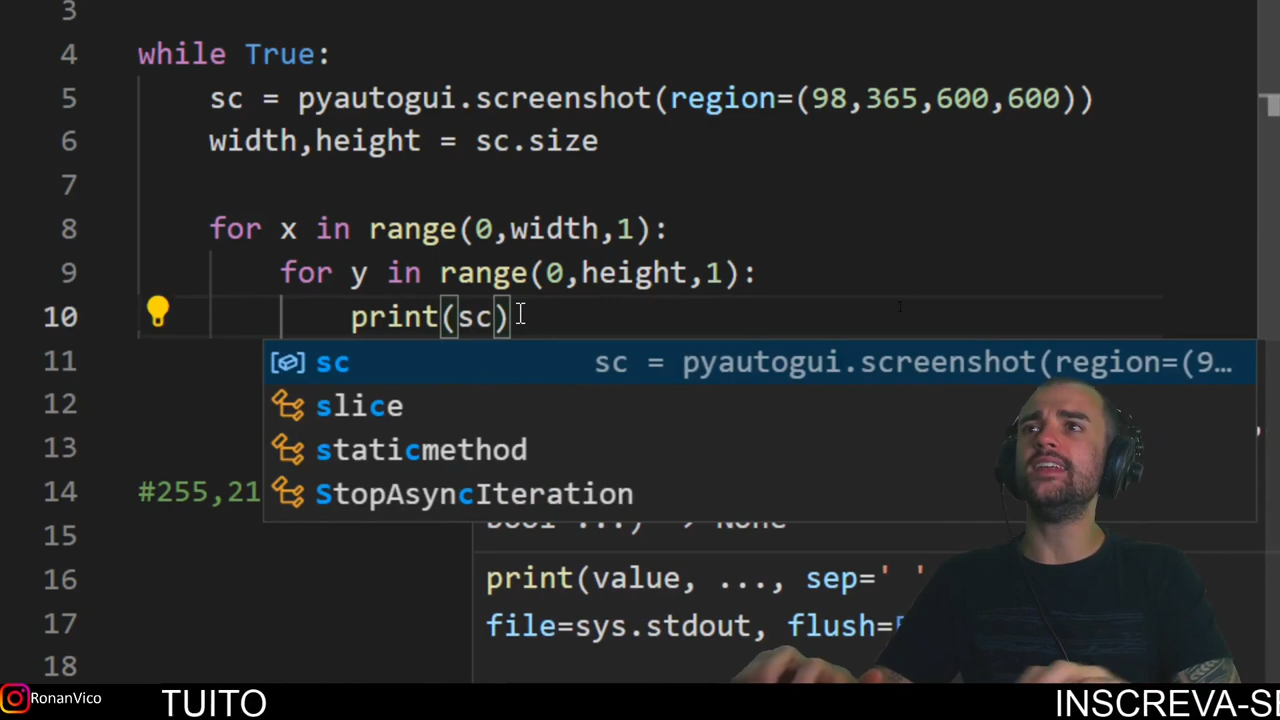 3
4 while True:
5 sc = pyautogui.screenshot(region=(98,365,600,600))
6 width,height = sc.size
7
8 for x in range(0,width,1):
9 for y in range(0,height,1):
10 print(sc)
11 sc sc = pyautogui.screenshot(region=(9…
12 slice
13 staticmethod
14 #255,21 StopAsyncIteration
15
16 print(value, ..., sep=' '
17 file=sys.stdout, flush=
18
RonanVico TUITO INSCREVA-SE